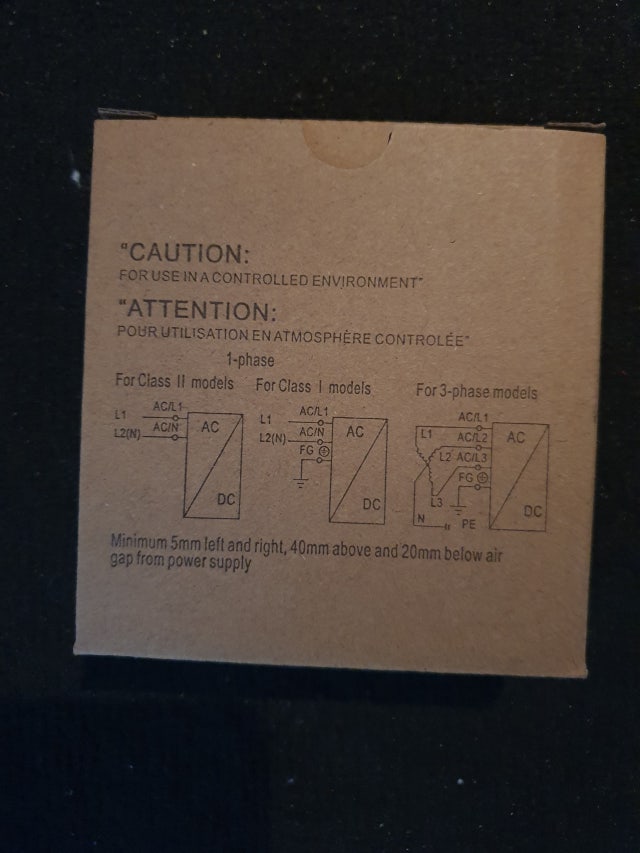 "CAUTION:
FOR USE IN A CONTROLLED ENVIRONMENT"
"ATTENTION:
POUR UTILISATION EN ATMOSPHÈRE CONTROLÉE"
1-phase
For Class II models
AC/L1
L1
AC/N
L2(N)
AC
DC
For Class I models
AC/L1
L1
AC/N
L2(N)
FG
AC
DC
For 3-phase models
AC/L1
L1
AC/L2
L2
AC/L3
FG
L3
N
PE
AC
DC
Minimum 5mm left and right, 40mm above and 20mm below air
gap from power supply